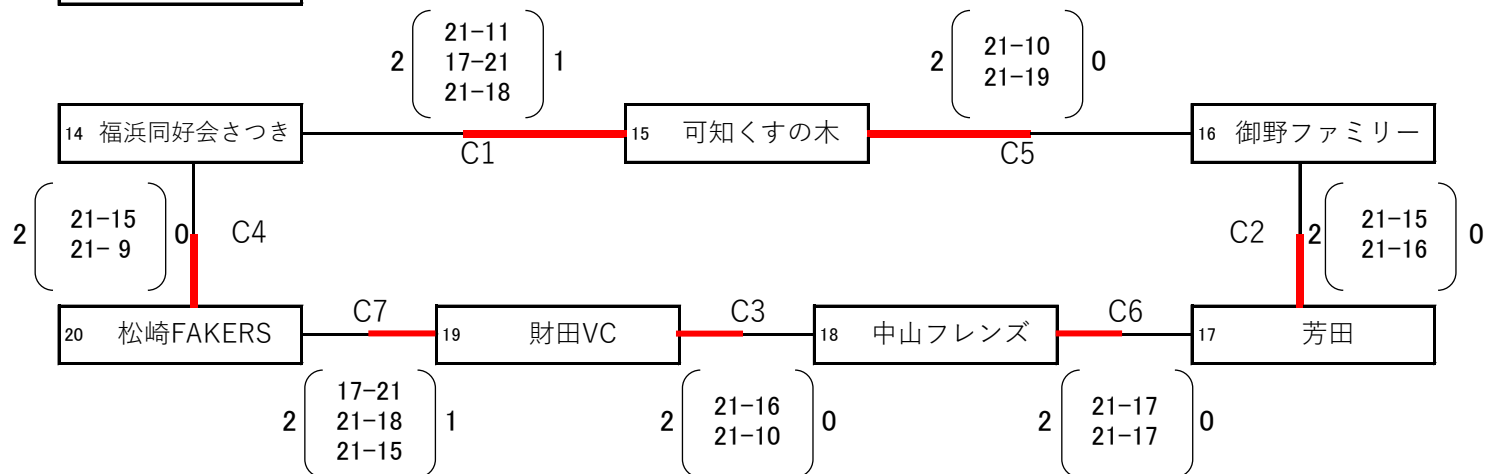 2 21-11 17-21 21-18 1
2 21-10 21-19 0
14 福浜同好会さつき
C1
15 可知くすの木
C5
16 御野ファミリー
2 21-15 21- 9 0
C4
C2
2 21-15 21-16 0
20 松崎FAKERS
C7
19 財田VC
C3
18 中山フレンズ
C6
17 芳田
2 17-21 21-18 21-15 1
2 21-16 21-10 0
2 21-17 21-17 0